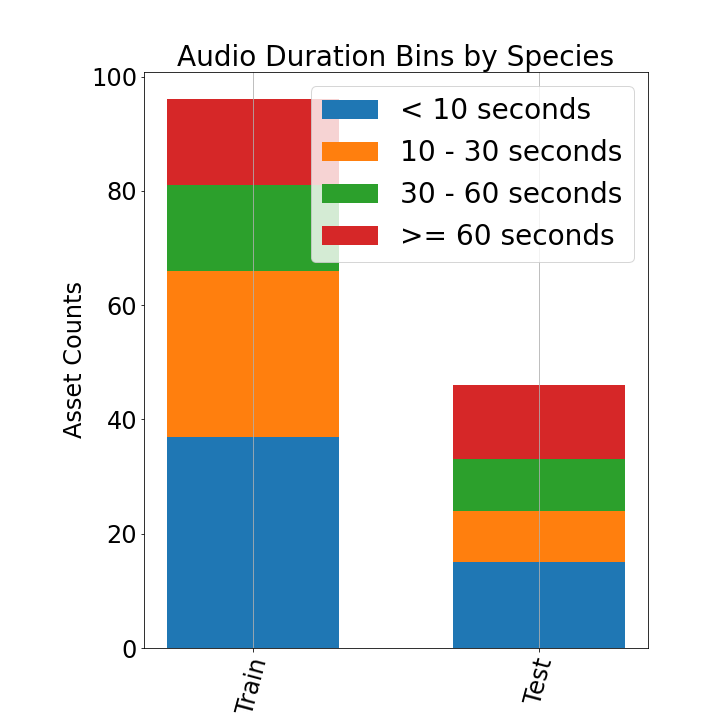 Audio Duration Bins by Species
100
80
60
40
20
0
Asset Counts
< 10 seconds
10 - 30 seconds
30 - 60 seconds
>= 60 seconds
Train
Test